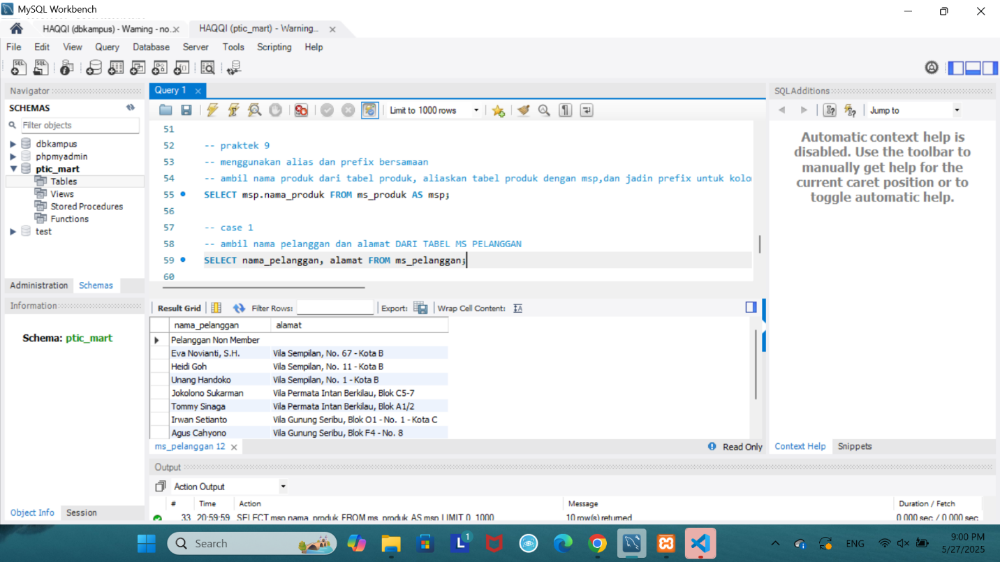 MySQL Workbench
HAQQI (dbkampus) - Warning - no..
HAQQI (ptic_mart) - Warning...
File Edit View Query Database Server Tools Scripting Help
Navigator
SCHEMAS
Filter objects
dbkampus
phpmyadmin
ptic_mart
Tables
Views
Stored Procedures
Functions
test
Administration Schemas
Information
Schema: ptic_mart
Object Info Session
Query 1
Limit to 1000 rows
51
52 -- praktek 9
53 -- menggunakan alias dan prefix bersamaan
54 -- ambil nama produk dari tabel produk, aliaskan tabel produk dengan msp,dan jadin prefix untuk kolo
55 SELECT msp.nama_produk FROM ms_produk AS msp;
56
57 -- case 1
58 -- ambil nama pelanggan dan alamat DARI TABEL MS PELANGGAN
59 SELECT nama_pelanggan, alamat FROM ms_pelanggan;
60
Result Grid Filter Rows: Export: Wrap Cell Content:
nama_pelanggan alamat
Pelanggan Non Member
Eva Novianti, S.H. Vila Sempilan, No. 67 - Kota B
Heidi Goh Vila Sempilan, No. 11 - Kota B
Unang Handoko Vila Sempilan, No. 1 - Kota B
Jokolono Sukarman Vila Permata Intan Berkilau, Blok C5-7
Tommy Sinaga Vila Permata Intan Berkilau, Blok A1/2
Irwan Setianto Vila Gunung Seribu, Blok O1 - No. 1 - Kota C
Agus Cahyono Vila Gunung Seribu, Blok F4 - No. 8
ms_pelanggan 12
Read Only
Output
Action Output
# Time Action Message Duration / Fetch
33 20:59:59 SELECT msp.nama_produk FROM ms_produk AS msp LIMIT 0, 1000 10 row(s) returned 0.000 sec / 0.000 sec
SQLAdditions
Jump to
Automatic context help is
disabled. Use the toolbar to
manually get help for the
current caret position or to
toggle automatic help.
Context Help Snippets
Search
1
ENG
9:00 PM
5/27/2025